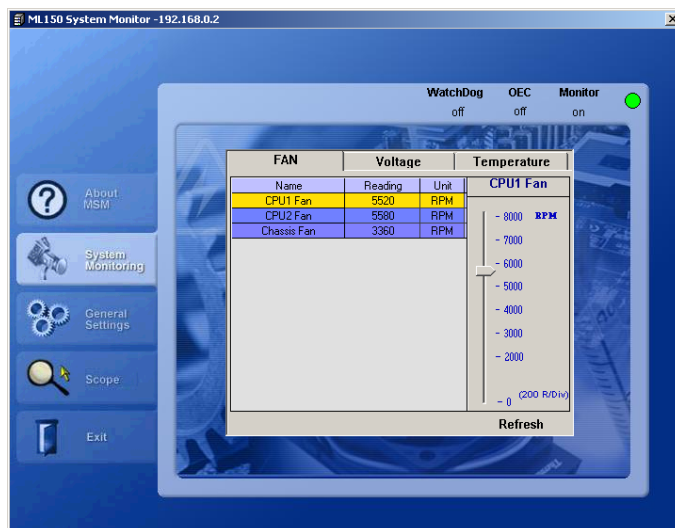 ML150 System Monitor -192.168.0.2
WatchDog OEC Monitor
off off on
About
MSM
System
Monitoring
General
Settings
Scope
Exit
FAN Voltage Temperature
Name Reading Unit
CPU1 Fan 5520 RPM
CPU2 Fan 5580 RPM
Chassis Fan 3360 RPM
CPU1 Fan
- 8000 RPM
- 7000
- 6000
- 5000
- 4000
- 3000
- 2000
- 0 (200 R/Div)
Refresh